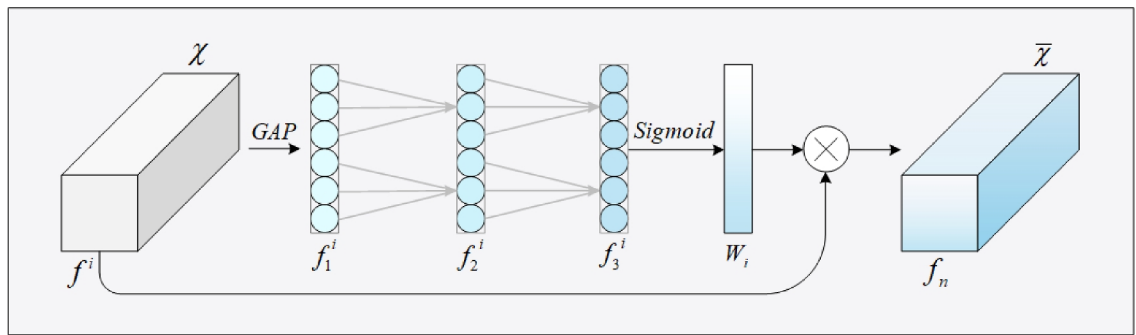 χ
GAP
Sigmoid
χ̅
f^i
f_1^i
f_2^i
f_3^i
W_i
f_n